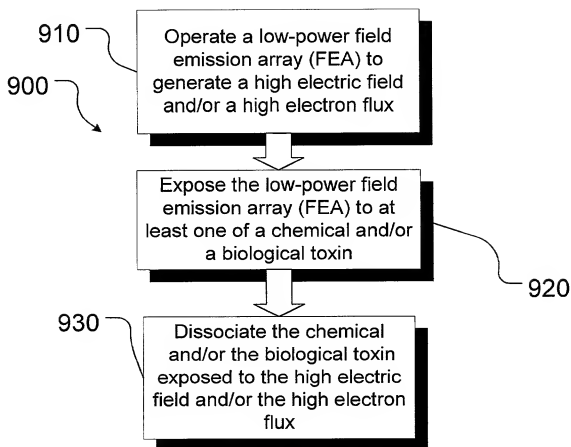 910
Operate a low-power field
emission array (FEA) to
generate a high electric field
and/or a high electron flux
900
Expose the low-power field
emission array (FEA) to at
least one of a chemical and/or
a biological toxin
920
930
Dissociate the chemical
and/or the biological toxin
exposed to the high electric
field and/or the high electron
flux